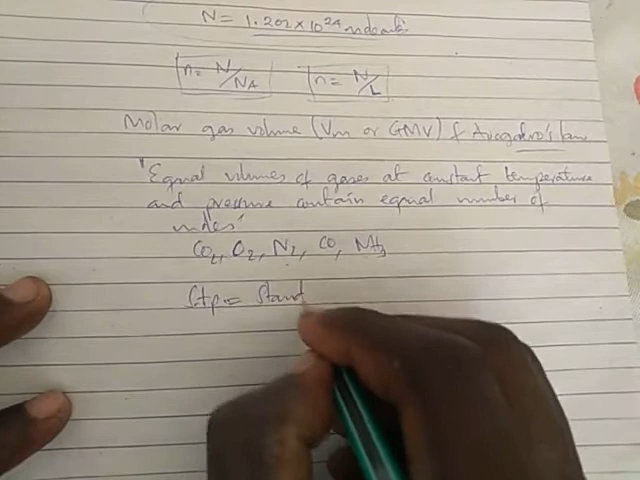 N = 1.202 x 10²⁴ molecules.
n = N/NA n = N/L
Molar gas volume (Vm or GMV) & Avogadro's law
"Equal volumes of gases at constant temperature
and pressure contain equal number of
moles"
CO₂, O₂, N₂, CO, NH₃
Stp = Stand